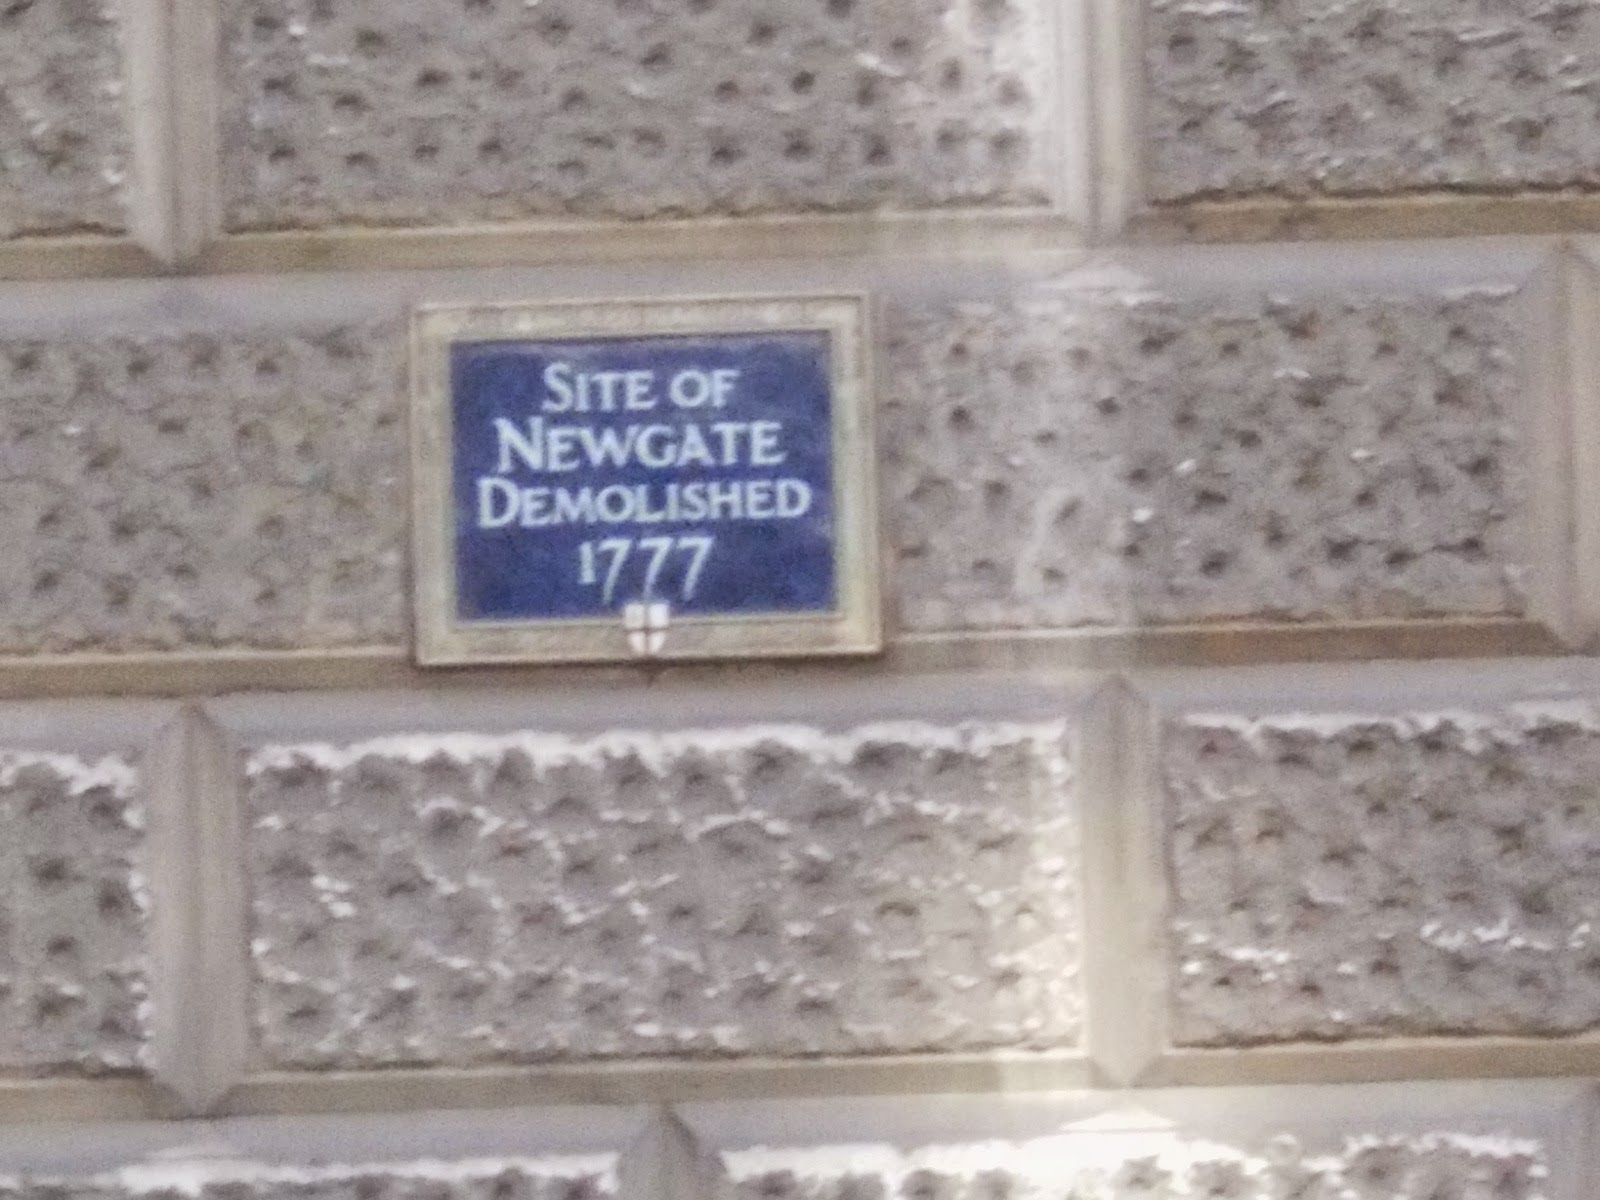 Site of
Newgate
Demolished
1777